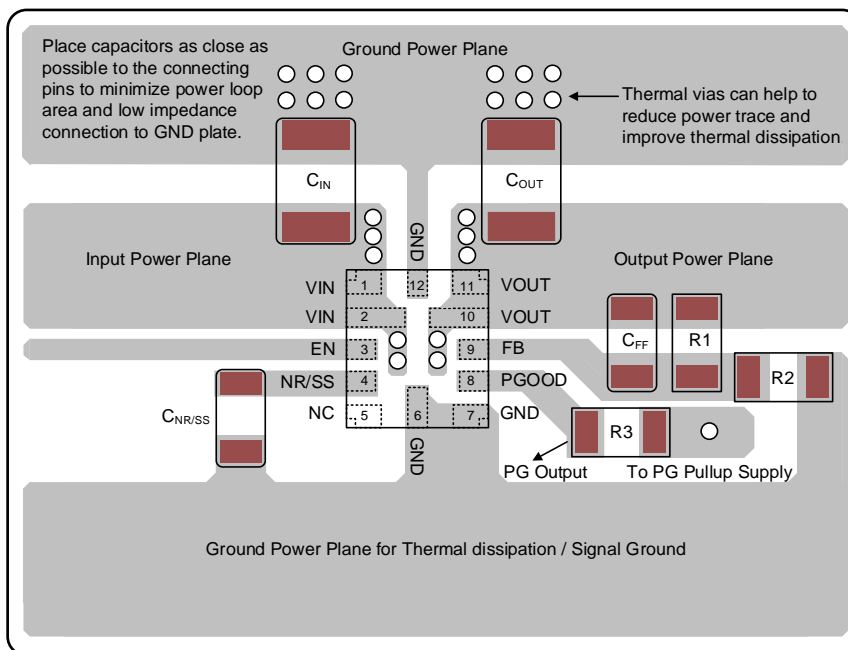 Place capacitors as close as
possible to the connecting
pins to minimize power loop
area and low impedance
connection to GND plate.
Ground Power Plane
Thermal vias can help to
reduce power trace and
improve thermal dissipation.
CIN
COUT
GND
Input Power Plane
Output Power Plane
VIN
1
12
11
VOUT
VIN
2
10
VOUT
EN
3
9
FB
NR/SS
4
8
PGOOD
NC
5
6
7
GND
GND
CNR/SS
CFF
R1
R2
R3
PG Output
To PG Pullup Supply
Ground Power Plane for Thermal dissipation / Signal Ground